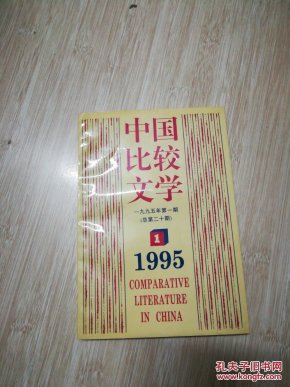 中国
比较
文学
一九九五年第一期
(总第二十期)
1
1995
COMPARATIVE
LITERATURE
IN CHINA
孔夫子旧书网